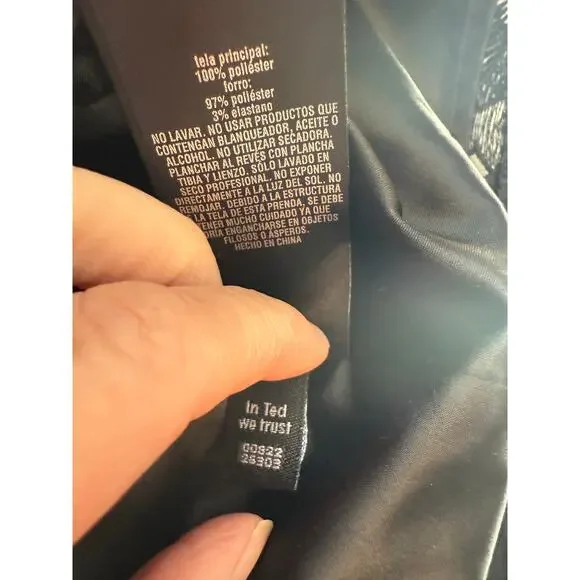 tela principal:
100% poliéster
forro:
97% poliéster
3% elastano
NO LAVAR. NO USAR PRODUCTOS QUE
CONTENGAN BLANQUEADOR, ACEITE O
ALCOHOL. NO UTILIZAR SECADORA.
PLANCHAR AL REVÉS CON PLANCHA
TIBIA Y LIENZO. SÓLO LAVADO EN
SECO PROFESIONAL. NO EXPONER
DIRECTAMENTE A LA LUZ DEL SOL. NO
REMOJAR. DEBIDO A LA ESTRUCTURA
LA TELA DE ESTA PRENDA, SE DEBE
TENER MUCHO CUIDADO YA QUE
ENGANCHARSE EN OBJETOS
FILOSOS O ÁSPEROS.
HECHO EN CHINA
In Ted
we trust
00822
26303